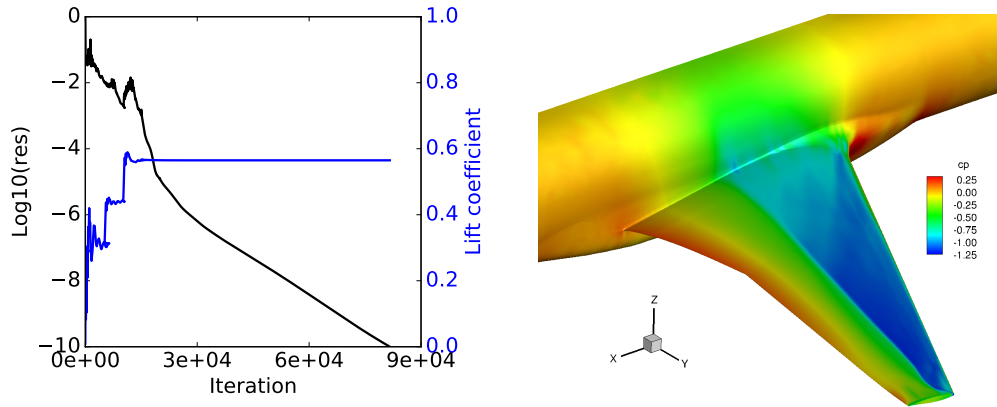 0
−2
−4
−6
−8
−10
Log10(res)
0e+00
3e+04
6e+04
9e+04
Iteration
1.0
0.8
0.6
0.4
0.2
0.0
Lift coefficient
cp
0.25
0.00
-0.25
-0.50
-0.75
-1.00
-1.25
Z
X
Y